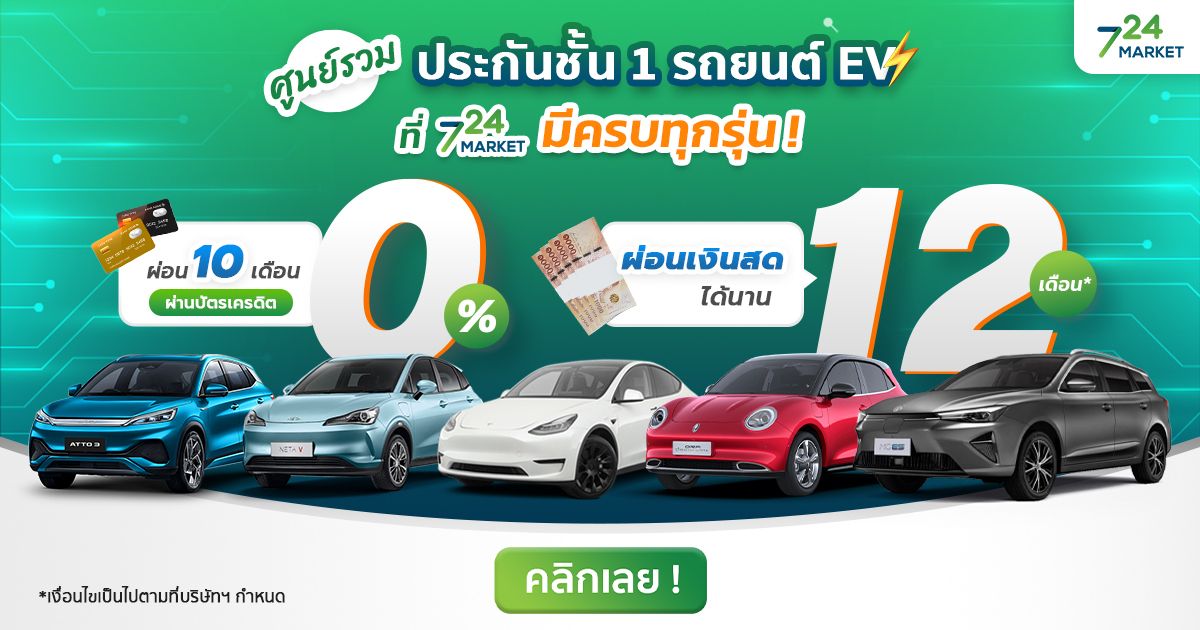 724 MARKET
ศูนย์รวม ประกันชั้น 1 รถยนต์ EV
ที่ 724 MARKET มีครบทุกรุ่น !
ผ่อน 10 เดือน
ผ่านบัตรเครดิต
0%
ผ่อนเงินสด
ได้นาน
12
เดือน*
ATTO 3
NETA V
MG ES
คลิกเลย !
*เงื่อนไขเป็นไปตามที่บริษัทฯ กำหนด